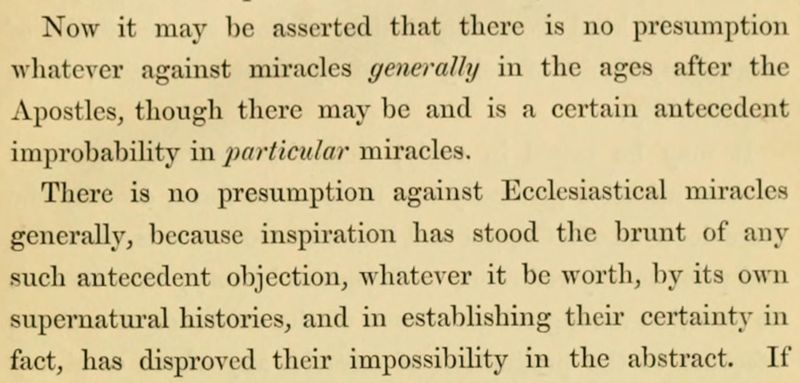 Now it may be asserted that there is no presumption
whatever against miracles generally in the ages after the
Apostles, though there may be and is a certain antecedent
improbability in particular miracles.
There is no presumption against Ecclesiastical miracles
generally, because inspiration has stood the brunt of any
such antecedent objection, whatever it be worth, by its own
supernatural histories, and in establishing their certainty in
fact, has disproved their impossibility in the abstract. If